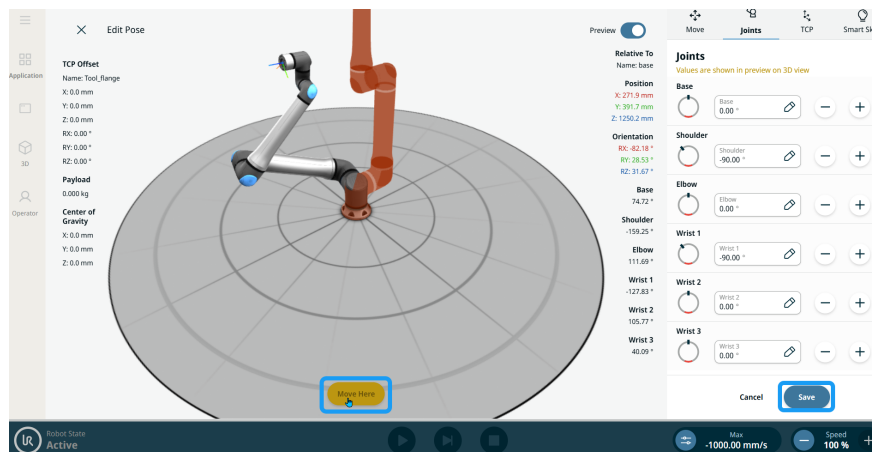 Edit Pose
Preview
Application
3D
Operator
TCP Offset
Name: Tool_flange
X: 0.0 mm
Y: 0.0 mm
Z: 0.0 mm
RX: 0.00 °
RY: 0.00 °
RZ: 0.00 °
Payload
0.000 kg
Center of
Gravity
X: 0.0 mm
Y: 0.0 mm
Z: 0.0 mm
Relative To
Name: base
Position
X: 271.9 mm
Y: 391.7 mm
Z: 1250.2 mm
Orientation
RX: -82.18 °
RY: 28.53 °
RZ: 31.67 °
Base
74.72 °
Shoulder
-159.25 °
Elbow
111.69 °
Wrist 1
-127.83 °
Wrist 2
105.77 °
Wrist 3
40.09 °
Move Here
Move
Joints
TCP
Smart Sk
Joints
Values are shown in preview on 3D view
Base
Base
0.00 °
Shoulder
Shoulder
-90.00 °
Elbow
Elbow
0.00 °
Wrist 1
Wrist 1
-90.00 °
Wrist 2
Wrist 2
0.00 °
Wrist 3
Wrist 3
0.00 °
Cancel
Save
Robot State
Active
Max
-1000.00 mm/s
Speed
100 %